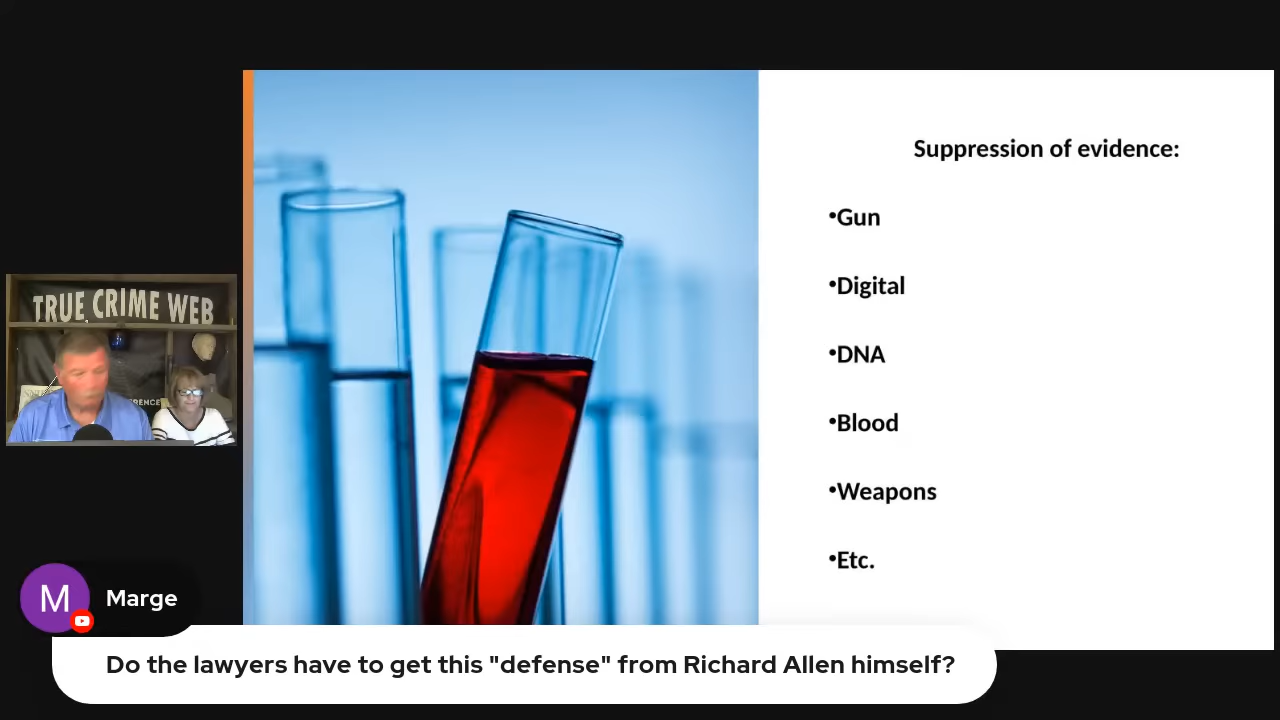 TRUE CRIME WEB
Suppression of evidence:
•Gun
•Digital
•DNA
•Blood
•Weapons
•Etc.
M
Marge
Do the lawyers have to get this "defense" from Richard Allen himself?